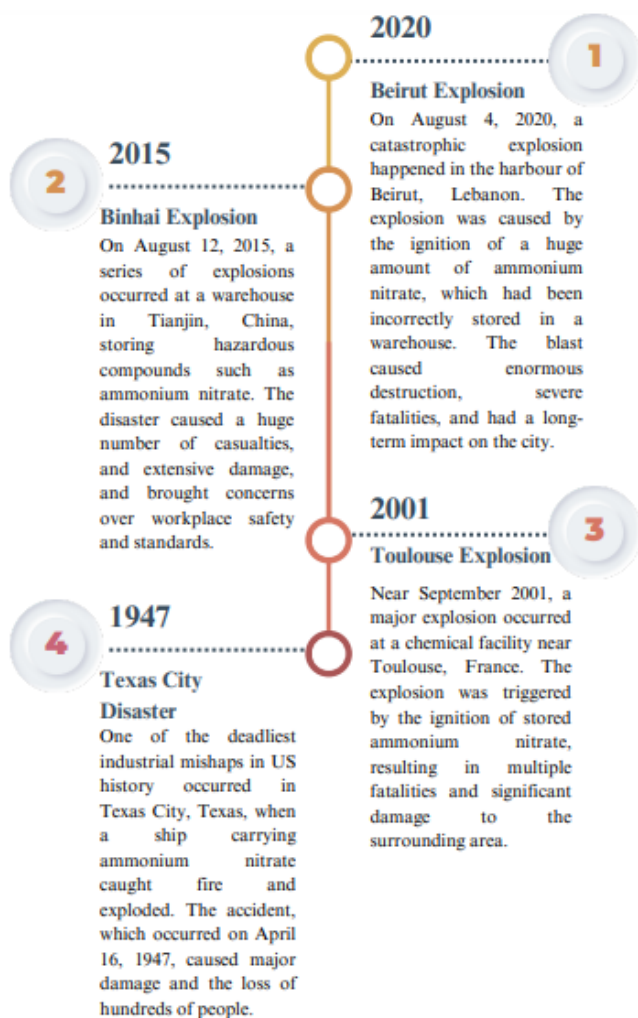 2020
1
Beirut Explosion
On August 4, 2020, a
catastrophic explosion
happened in the harbour of
Beirut, Lebanon. The
explosion was caused by
the ignition of a huge
amount of ammonium
nitrate, which had been
incorrectly stored in a
warehouse. The blast
caused enormous
destruction, severe
fatalities, and had a long-
term impact on the city.
2015
2
Binhai Explosion
On August 12, 2015, a
series of explosions
occurred at a warehouse
in Tianjin, China,
storing hazardous
compounds such as
ammonium nitrate. The
disaster caused a huge
number of casualties,
and extensive damage,
and brought concerns
over workplace safety
and standards.
2001
3
Toulouse Explosion
Near September 2001, a
major explosion occurred
at a chemical facility near
Toulouse, France. The
explosion was triggered
by the ignition of stored
ammonium nitrate,
resulting in multiple
fatalities and significant
damage to the
surrounding area.
1947
4
Texas City
Disaster
One of the deadliest
industrial mishaps in US
history occurred in
Texas City, Texas, when
a ship carrying
ammonium nitrate
caught fire and
exploded. The accident,
which occurred on April
16, 1947, caused major
damage and the loss of
hundreds of people.